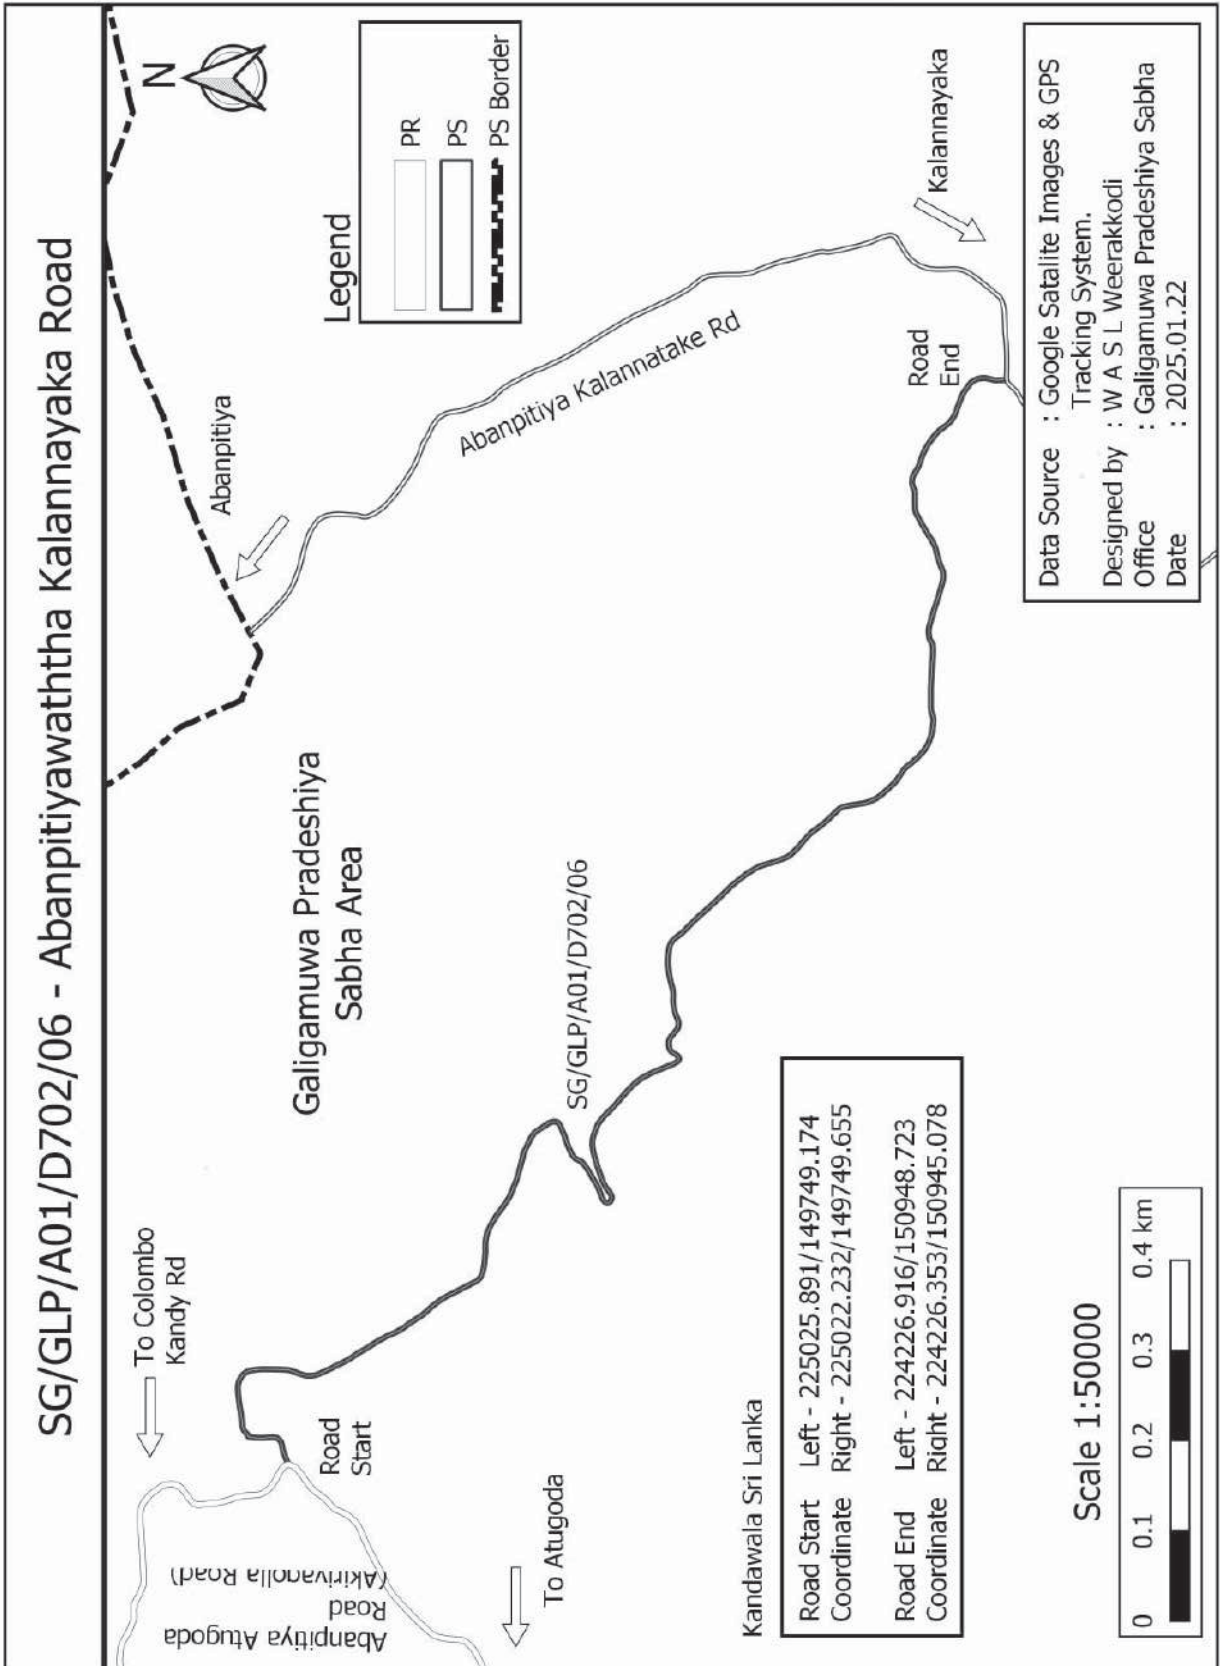 SG/GLP/A01/D702/06 - Abanpitiyawaththa Kalannayaka Road
N
To Colombo
Kandy Rd
Abanpitiya
Legend
PR
PS
PS Border
Galigamuwa Pradeshiya
Sabha Area
Road
Start
Abanpitiya Atugoda
Road
(Akirivanolla Road)
To Atugoda
SG/GLP/A01/D702/06
Abanpitiya Kalannatake Rd
Kalannayaka
Road
End
Kandawala Sri Lanka
Road Start Left - 225025.891/149749.174
Coordinate Right - 225022.232/149749.655
Road End Left - 224226.916/150948.723
Coordinate Right - 224226.353/150945.078
Scale 1:50000
0 0.1 0.2 0.3 0.4 km
Data Source : Google Satalite Images & GPS
Tracking System.
Designed by : W A S L Weerakkodi
Office : Galigamuwa Pradeshiya Sabha
Date : 2025.01.22